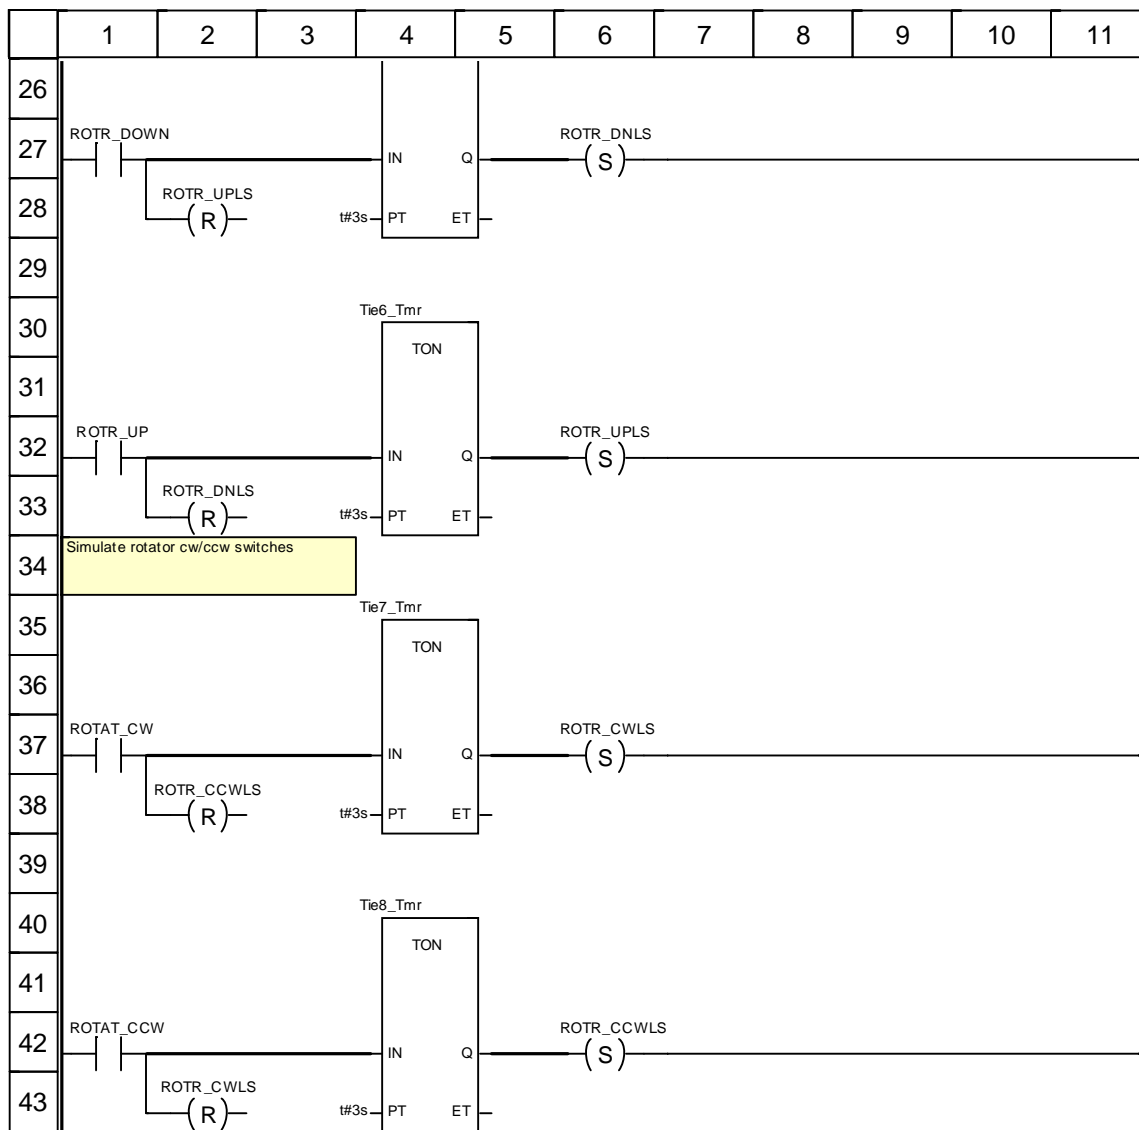 1 2 3 4 5 6 7 8 9 10 11
26
ROTR_DOWN ROTR_DNLS
27 IN Q S
ROTR_UPLS
28 R t#3s PT ET
29
Tie6_Tmr
30 TON
31
ROTR_UP ROTR_UPLS
32 IN Q S
ROTR_DNLS
33 R t#3s PT ET
Simulate rotator cw/ccw switches
34
Tie7_Tmr
35 TON
36
ROTAT_CW ROTR_CWLS
37 IN Q S
ROTR_CCWLS
38 R t#3s PT ET
39
Tie8_Tmr
40 TON
41
ROTAT_CCW ROTR_CCWLS
42 IN Q S
ROTR_CWLS
43 R t#3s PT ET